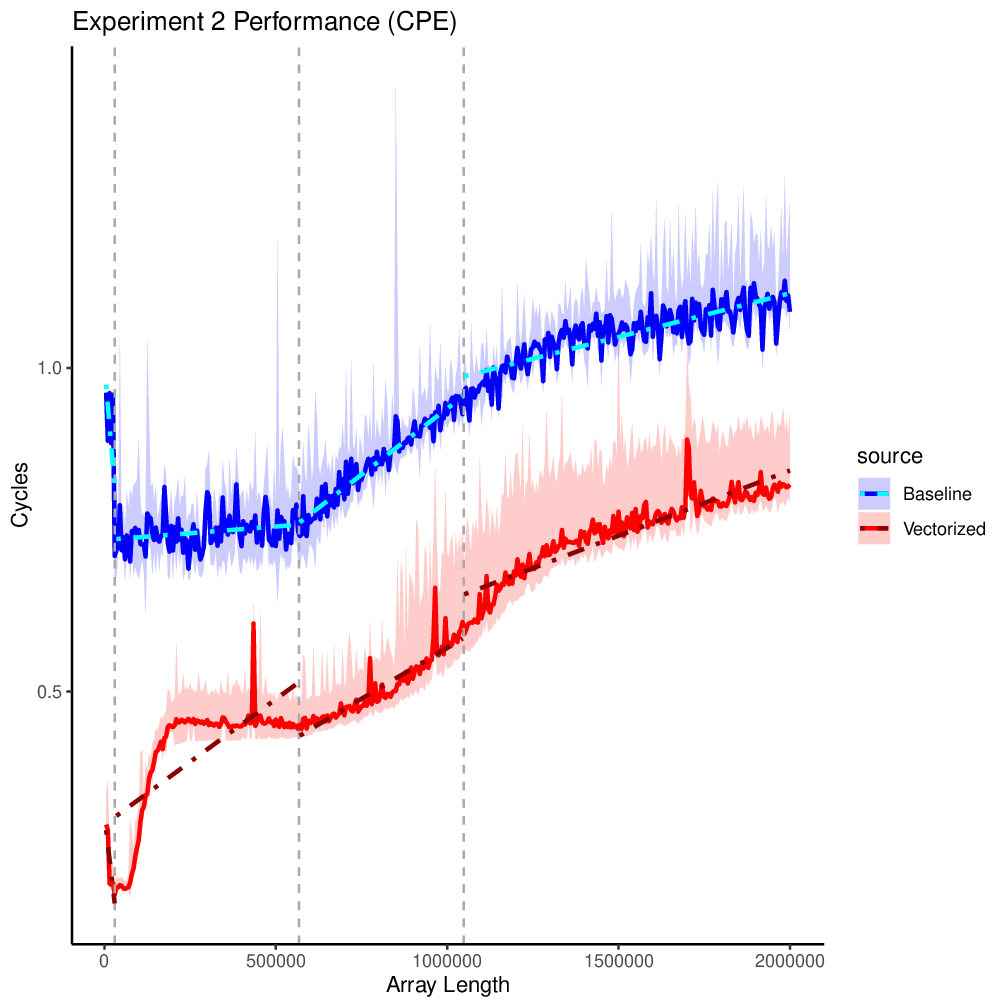 Experiment 2 Performance (CPE)
Cycles
1.0
0.5
0
500000
1000000
1500000
2000000
Array Length
source
Baseline
Vectorized